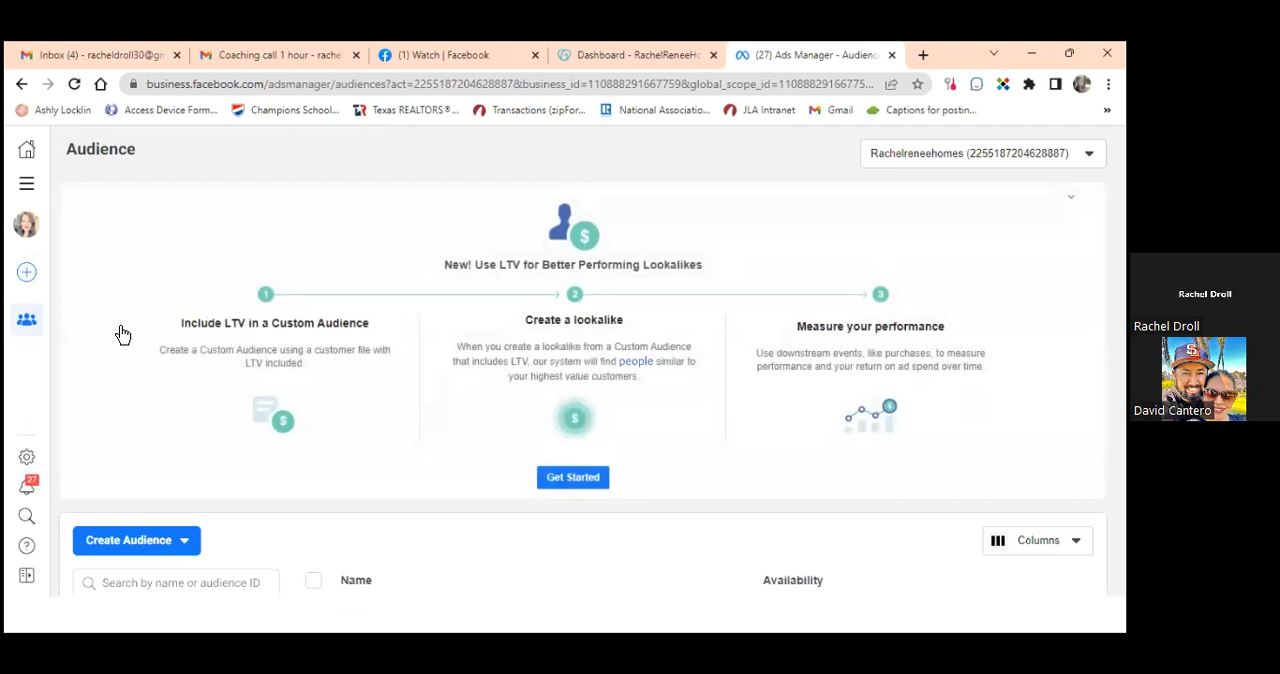 Inbox (4) - racheldroll30@gm
Coaching call 1 hour - rache
(1) Watch | Facebook
Dashboard - RachelReneeHo
(27) Ads Manager - Audienc
business.facebook.com/adsmanager/audiences?act=2255187204628887&business_id=110888291667759&global_scope_id=11088829166775...
Ashly Locklin
Access Device Form...
Champions School...
Texas REALTORS® ...
Transactions (zipFor...
National Associatio...
JLA Intranet
Gmail
Captions for postin...
»
Audience
Rachelreneehomes (2255187204628887)
$
New! Use LTV for Better Performing Lookalikes
1
2
3
Include LTV in a Custom Audience
Create a Custom Audience using a customer file with
LTV included.
$
Create a lookalike
When you create a lookalike from a Custom Audience
that includes LTV, our system will find people similar to
your highest value customers.
$
Measure your performance
Use downstream events, like purchases, to measure
performance and your return on ad spend over time.
$
Get Started
27
Create Audience
Columns
Search by name or audience ID
Name
Availability
Rachel Droll
Rachel Droll
David Cantero